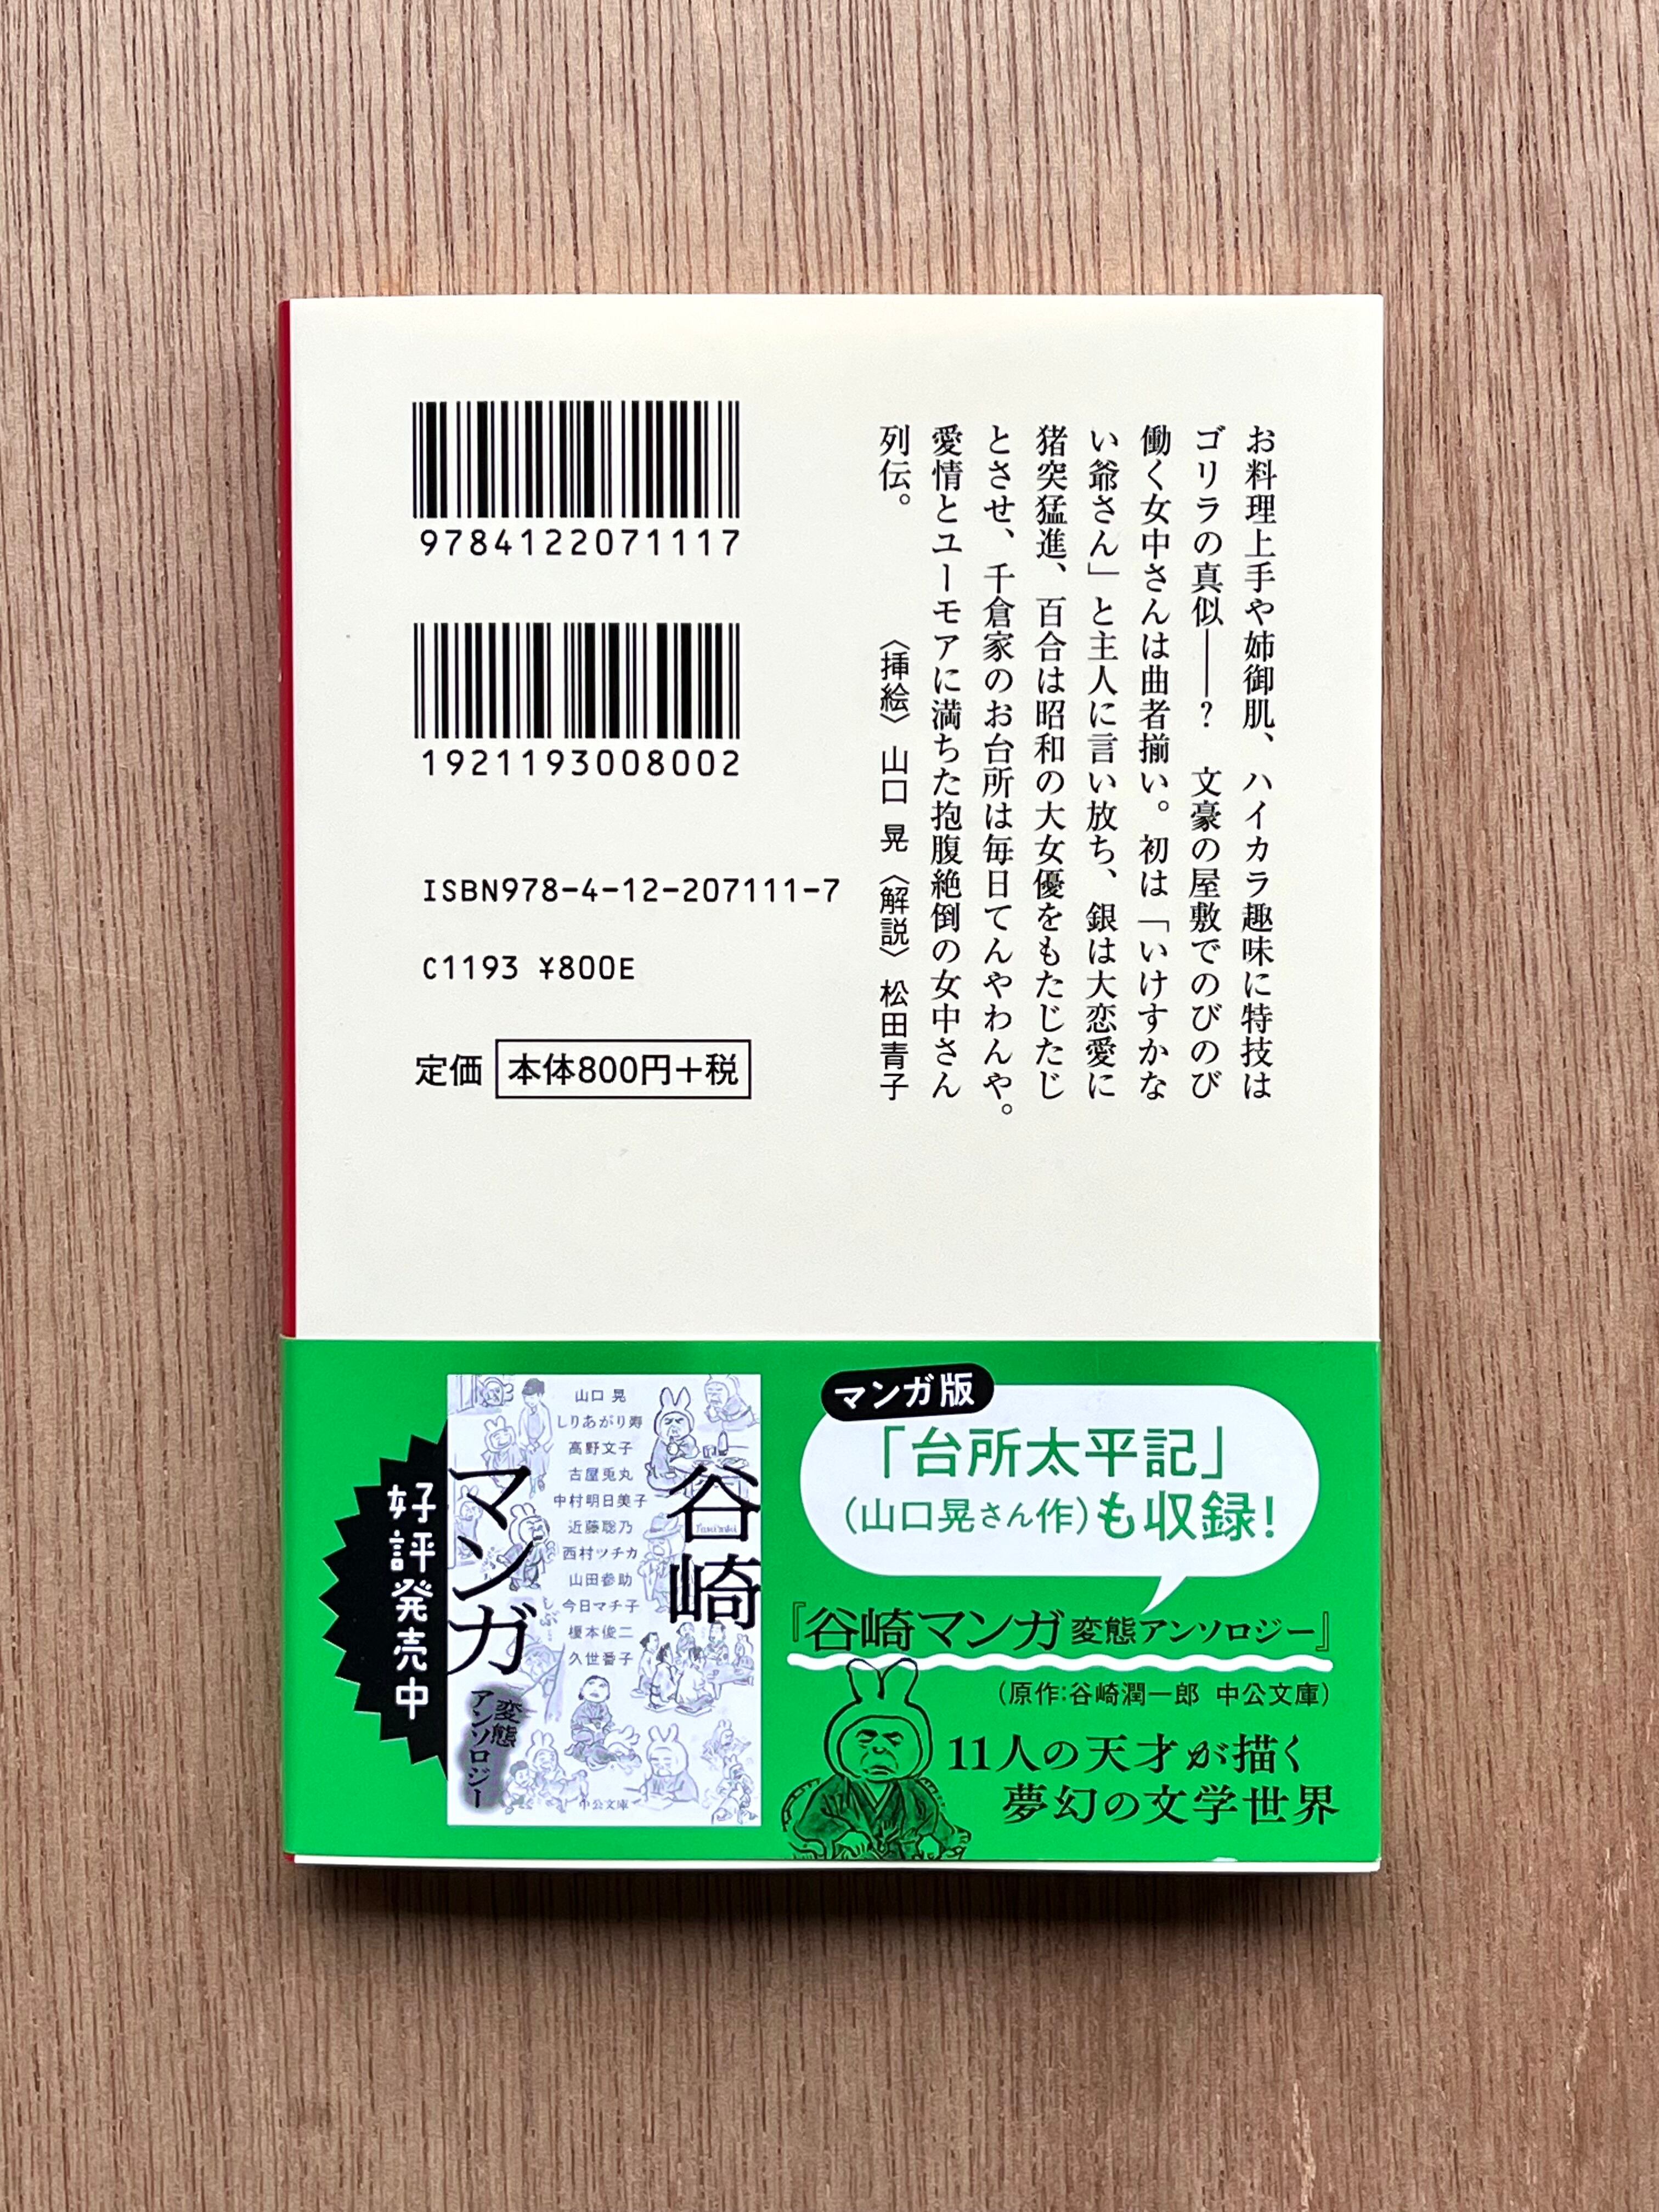 お料理上手や姉御肌、ハイカラ趣味に特技は
ゴリラの真似――？　文豪の屋敷でのびのび
働く女中さんは曲者揃い。初は「いけすかな
い爺さん」と主人に言い放ち、銀は大恋愛に
猪突猛進、百合は昭和の大女優をもたじたじ
とさせ、千倉家のお台所は毎日てんやわんや。
愛情とユーモアに満ちた抱腹絶倒の女中さん
列伝。
〈挿絵〉山口 晃〈解説〉松田青子
9784122071117
1921193008002
ISBN978-4-12-207111-7
C1193 ¥800E
定価 本体800円＋税
マンガ版
「台所太平記」
（山口晃さん作）も収録！
『谷崎マンガ 変態アンソロジー』
（原作：谷崎潤一郎 中公文庫）
11人の天才が描く
夢幻の文学世界
谷崎
マンガ
変態
アンソロジー
山口 晃
しりあがり寿
高野文子
古屋兎丸
中村明日美子
近藤聡乃
西村ツチカ
山田参助
今日マチ子
榎本俊二
久世番子
中公文庫
好評発売中